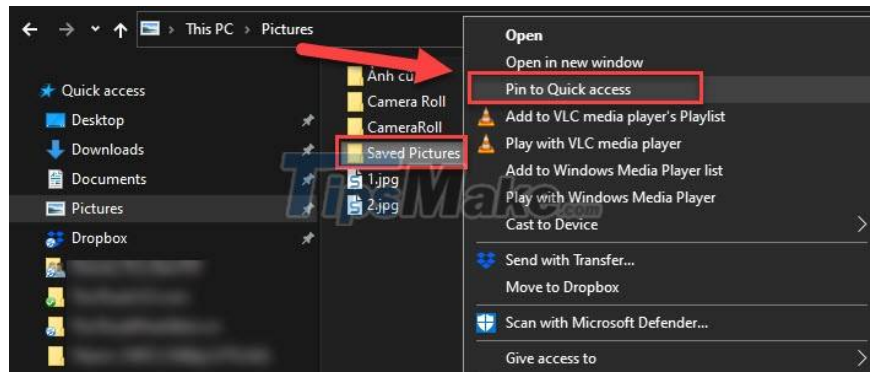 This PC > Pictures
Quick access
Desktop
Downloads
Documents
Pictures
Dropbox
Ảnh cu
Camera Roll
CameraRoll
Saved Pictures
1.jpg
2.jpg
Open
Open in new window
Pin to Quick access
Add to VLC media player's Playlist
Play with VLC media player
Add to Windows Media Player list
Play with Windows Media Player
Cast to Device
Send with Transfer...
Move to Dropbox
Scan with Microsoft Defender...
Give access to
TipsMake.com